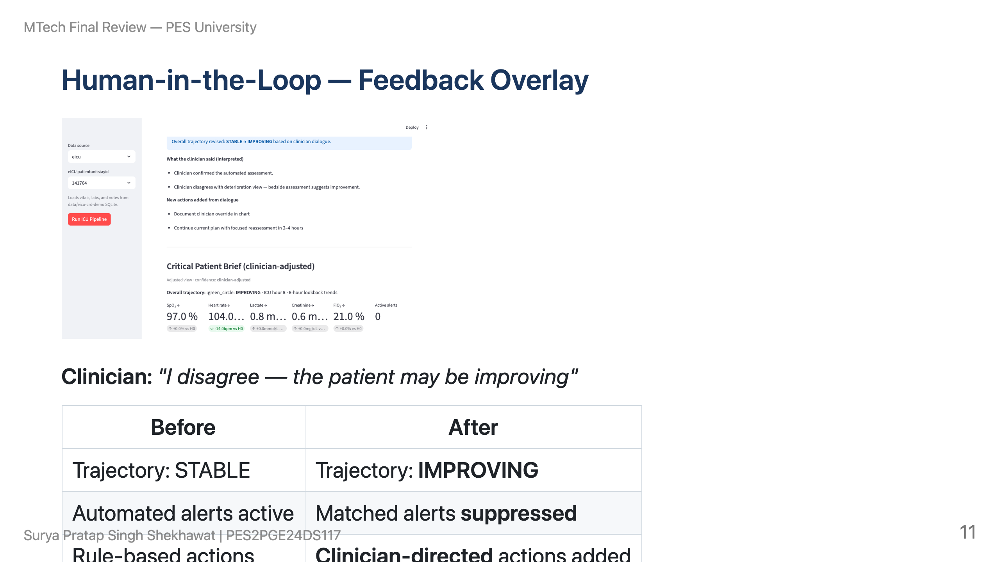 MTech Final Review — PES University
Human-in-the-Loop — Feedback Overlay
Deploy
Data source
eicu
eICU patientunitstayid
141764
Loads vitals, labs, and notes from
data/eicu-crd-demo SQLite.
Run ICU Pipeline
Overall trajectory revised: STABLE → IMPROVING based on clinician dialogue.
What the clinician said (interpreted)
• Clinician confirmed the automated assessment.
• Clinician disagrees with deterioration view — bedside assessment suggests improvement.
New actions added from dialogue
• Document clinician override in chart
• Continue current plan with focused reassessment in 2–4 hours
Critical Patient Brief (clinician-adjusted)
Adjusted view · confidence: clinician-adjusted
Overall trajectory: :green_circle: IMPROVING · ICU hour 5 · 6-hour lookback trends
SpO₂ → Heart rate ↓ Lactate → Creatinine → FiO₂ → Active alerts
97.0 % 104.0… 0.8 m… 0.6 m… 21.0 % 0
↑ +0.0% vs H0 ↓ -14.0bpm vs H0 ↑ +0.0mmol/L … ↑ +0.0mg/dL v… ↑ +0.0% vs H0
Clinician: "I disagree — the patient may be improving"
Before After
Trajectory: STABLE Trajectory: IMPROVING
Automated alerts active Matched alerts suppressed
Rule-based actions Clinician-directed actions added
Surya Pratap Singh Shekhawat | PES2PGE24DS117
11